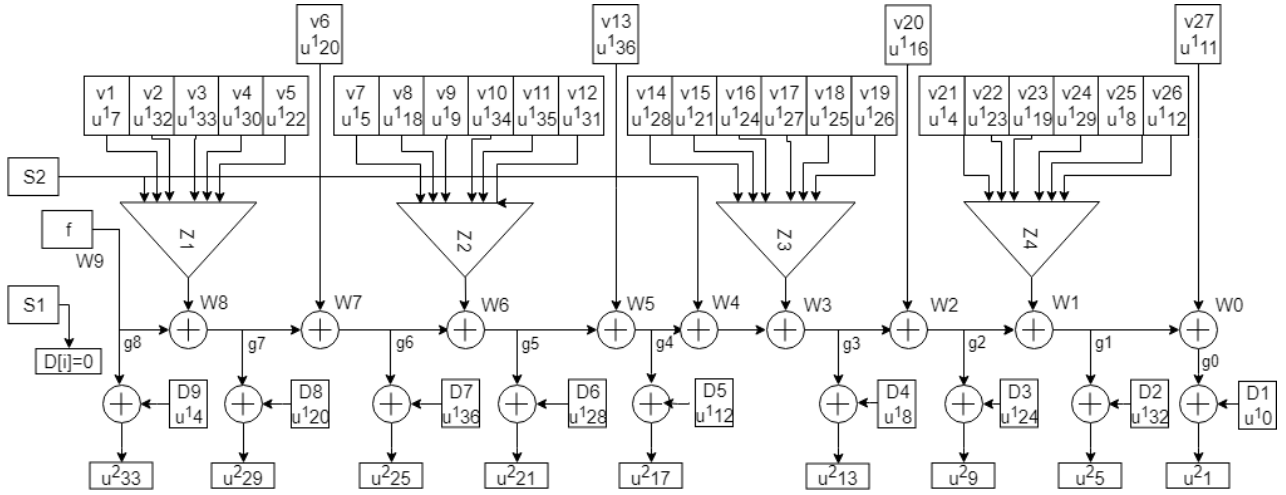 v6 v13 v20 v27
u¹20 u¹36 u¹16 u¹11
v1 v2 v3 v4 v5 v7 v8 v9 v10 v11 v12 v14 v15 v16 v17 v18 v19 v21 v22 v23 v24 v25 v26
u¹7 u¹32 u¹33 u¹30 u¹22 u¹5 u¹18 u¹9 u¹34 u¹35 u¹31 u¹28 u¹21 u¹24 u¹27 u¹25 u¹26 u¹4 u¹23 u¹19 u¹29 u¹8 u¹12
S2
f Z1 Z2 Z3 Z4
W9
S1 W8 W7 W6 W5 W4 W3 W2 W1 W0
g8 g7 g6 g5 g4 g3 g2 g1
D[i]=0 g0
D9 D8 D7 D6 D5 D4 D3 D2 D1
u¹4 u¹20 u¹36 u¹28 u¹12 u¹8 u¹24 u¹32 u¹0
u²33 u²29 u²25 u²21 u²17 u²13 u²9 u²5 u²1